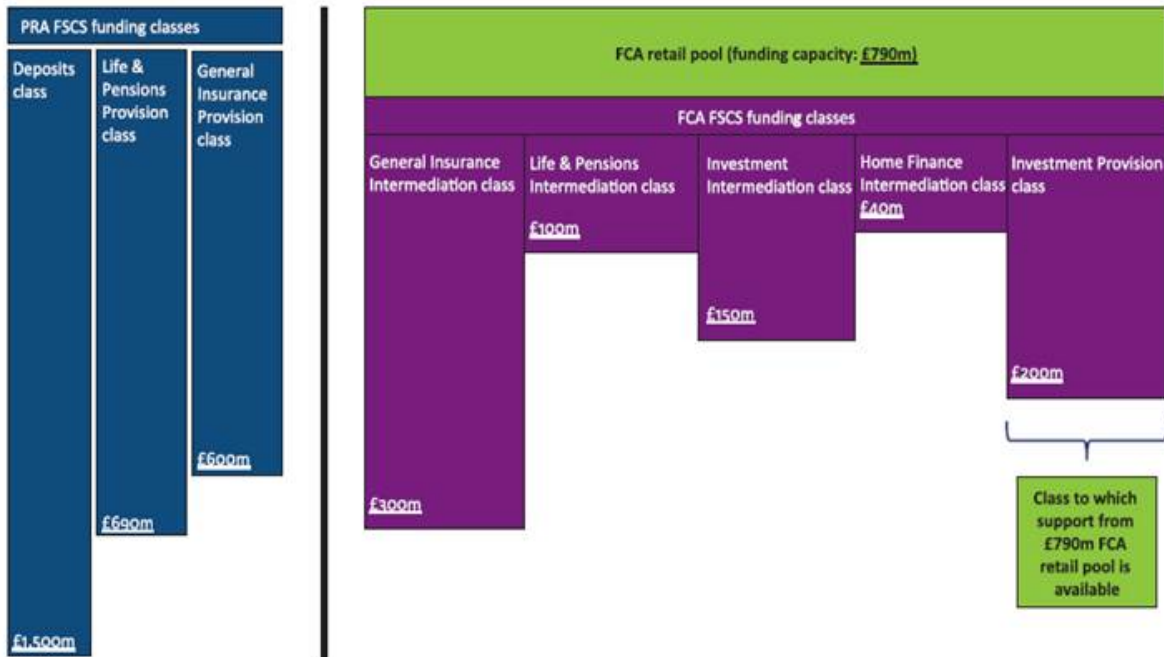 PRA FSCS funding classes
Deposits
class
£1,500m
Life &
Pensions
Provision
class
£690m
General
Insurance
Provision
class
£600m
FCA retail pool (funding capacity: £790m)
FCA FSCS funding classes
General Insurance
Intermediation class
£300m
Life & Pensions
Intermediation class
£100m
Investment
Intermediation class
£150m
Home Finance
Intermediation class
£40m
Investment Provision
class
£200m
Class to which
support from
£790m FCA
retail pool is
available